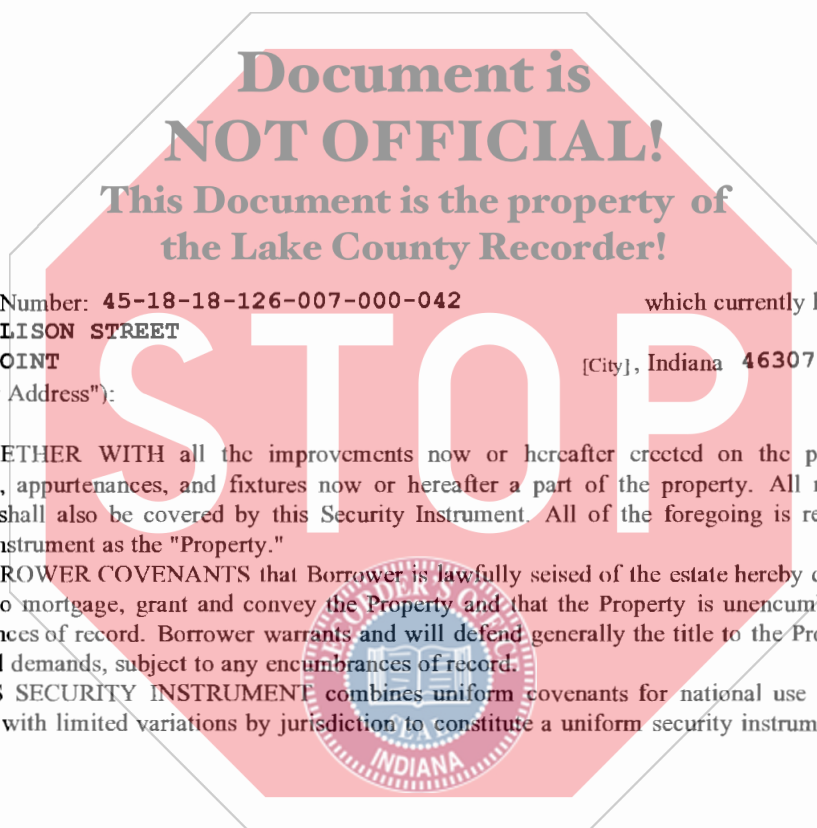 Document is
NOT OFFICIAL!
This Document is the property of
the Lake County Recorder!
Number: 45-18-18-126-007-000-042 which currently
LISON STREET
OINT [City], Indiana 46307
Address"):
STOP
ETHER WITH all the improvements now or hereafter erected on the p
, appurtenances, and fixtures now or hereafter a part of the property. All r
shall also be covered by this Security Instrument. All of the foregoing is re
nstrument as the "Property."
ROWER COVENANTS that Borrower is lawfully seised of the estate hereby c
o mortgage, grant and convey the Property and that the Property is unencum
nces of record. Borrower warrants and will defend generally the title to the Pro
l demands, subject to any encumbrances of record.
S SECURITY INSTRUMENT combines uniform covenants for national use
with limited variations by jurisdiction to constitute a uniform security instrum
RECORDER'S OFFIC
SEAL
INDIANA